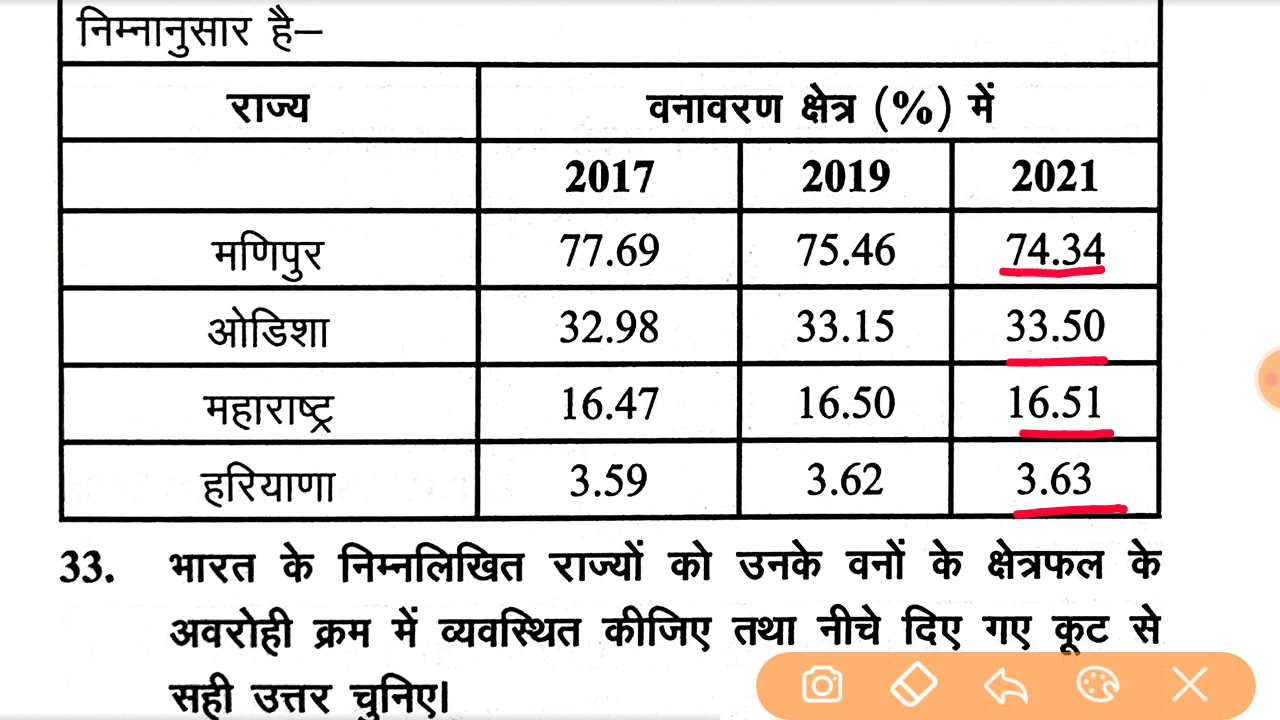 निम्नानुसार है–
राज्य वनावरण क्षेत्र (%) में
2017 2019 2021
मणिपुर 77.69 75.46 74.34
ओडिशा 32.98 33.15 33.50
महाराष्ट्र 16.47 16.50 16.51
हरियाणा 3.59 3.62 3.63
33. भारत के निम्नलिखित राज्यों को उनके वनों के क्षेत्रफल के
अवरोही क्रम में व्यवस्थित कीजिए तथा नीचे दिए गए कूट से
सही उत्तर चुनिए।